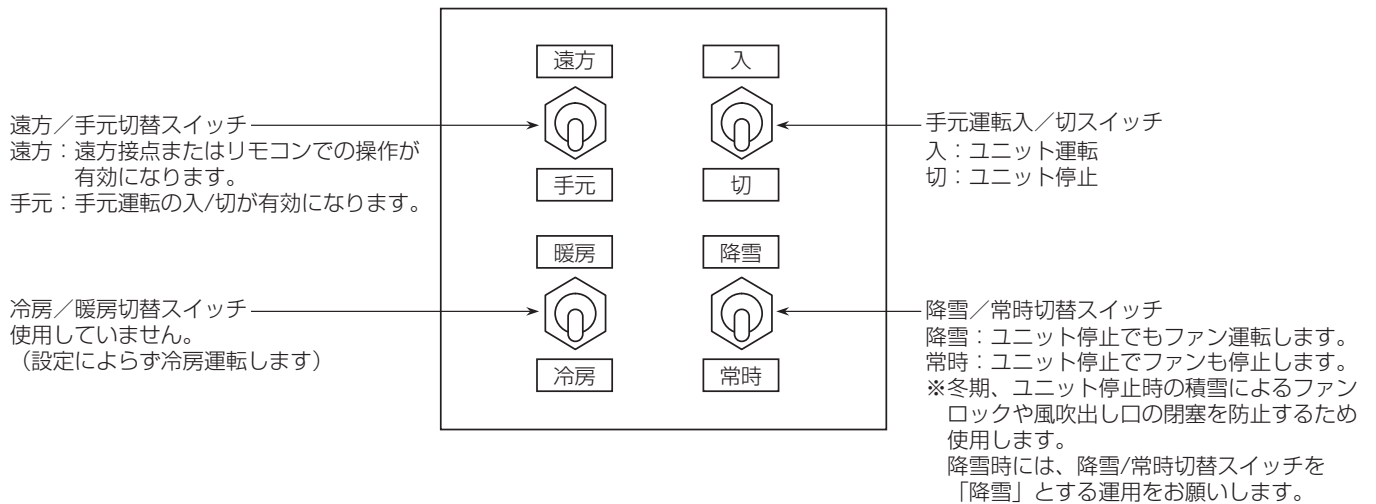 遠方
入
手元
切
暖房
降雪
冷房
常時
遠方／手元切替スイッチ
遠方：遠方接点またはリモコンでの操作が
有効になります。
手元：手元運転の入/切が有効になります。
冷房／暖房切替スイッチ
使用していません。
（設定によらず冷房運転します）
手元運転入／切スイッチ
入：ユニット運転
切：ユニット停止
降雪／常時切替スイッチ
降雪：ユニット停止でもファン運転します。
常時：ユニット停止でファンも停止します。
※冬期、ユニット停止時の積雪によるファン
ロックや風吹出し口の閉塞を防止するため
使用します。
降雪時には、降雪/常時切替スイッチを
「降雪」とする運用をお願いします。